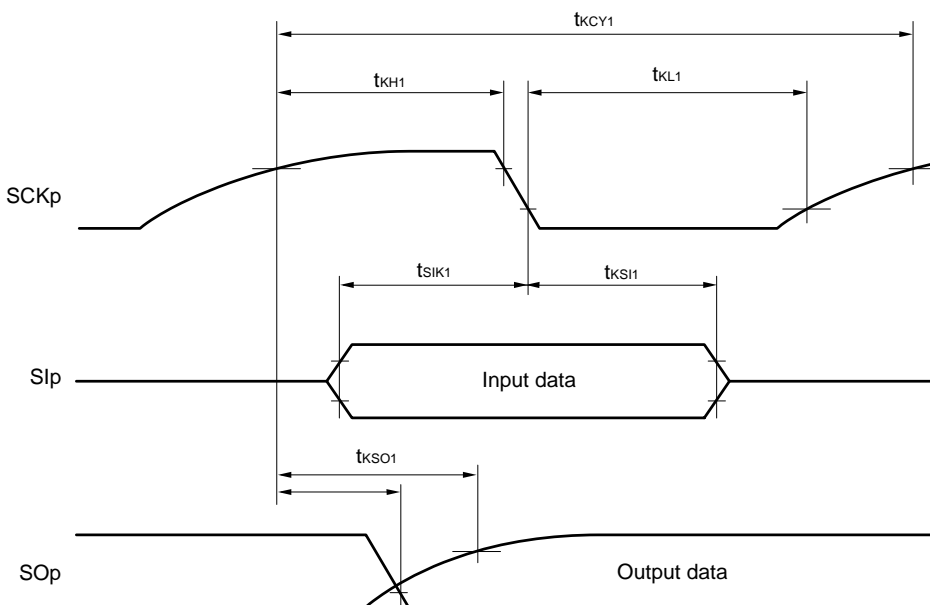 tKCY1
tKH1
tKL1
SCKp
tSIK1
tKSI1
SIp
Input data
tKSO1
SOp
Output data